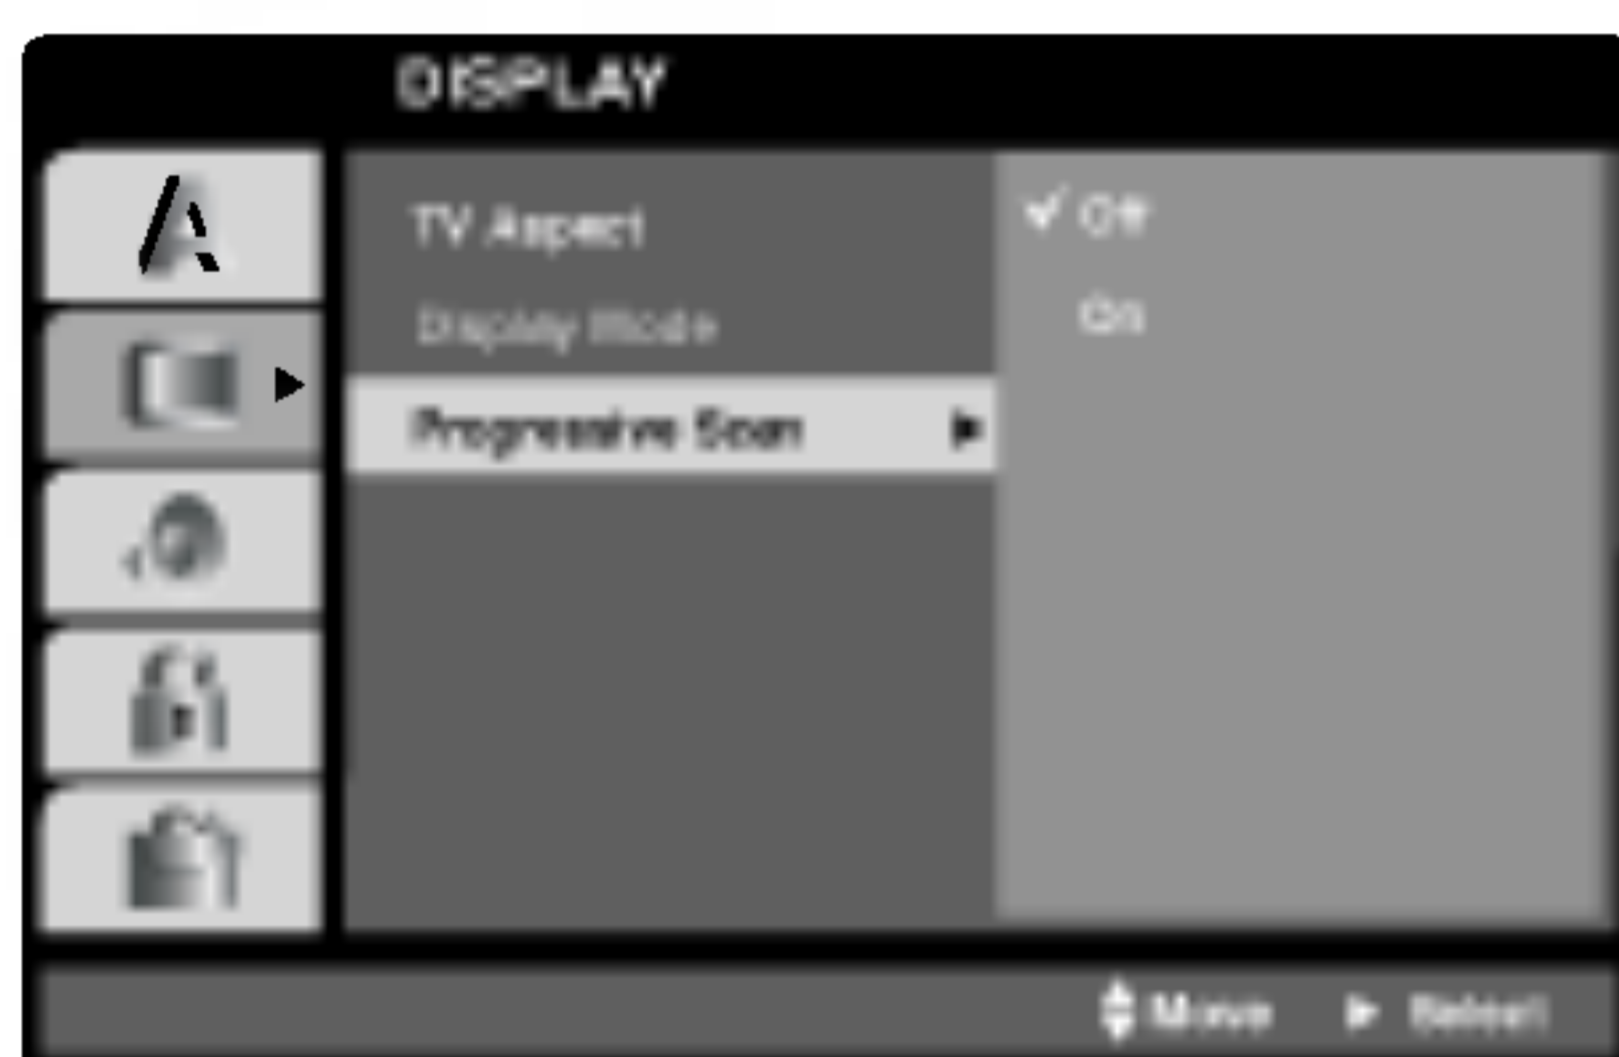 DISPLAY
A
TV Aspect
Display Mode
Progressive Scan
Off
On
Move
Select